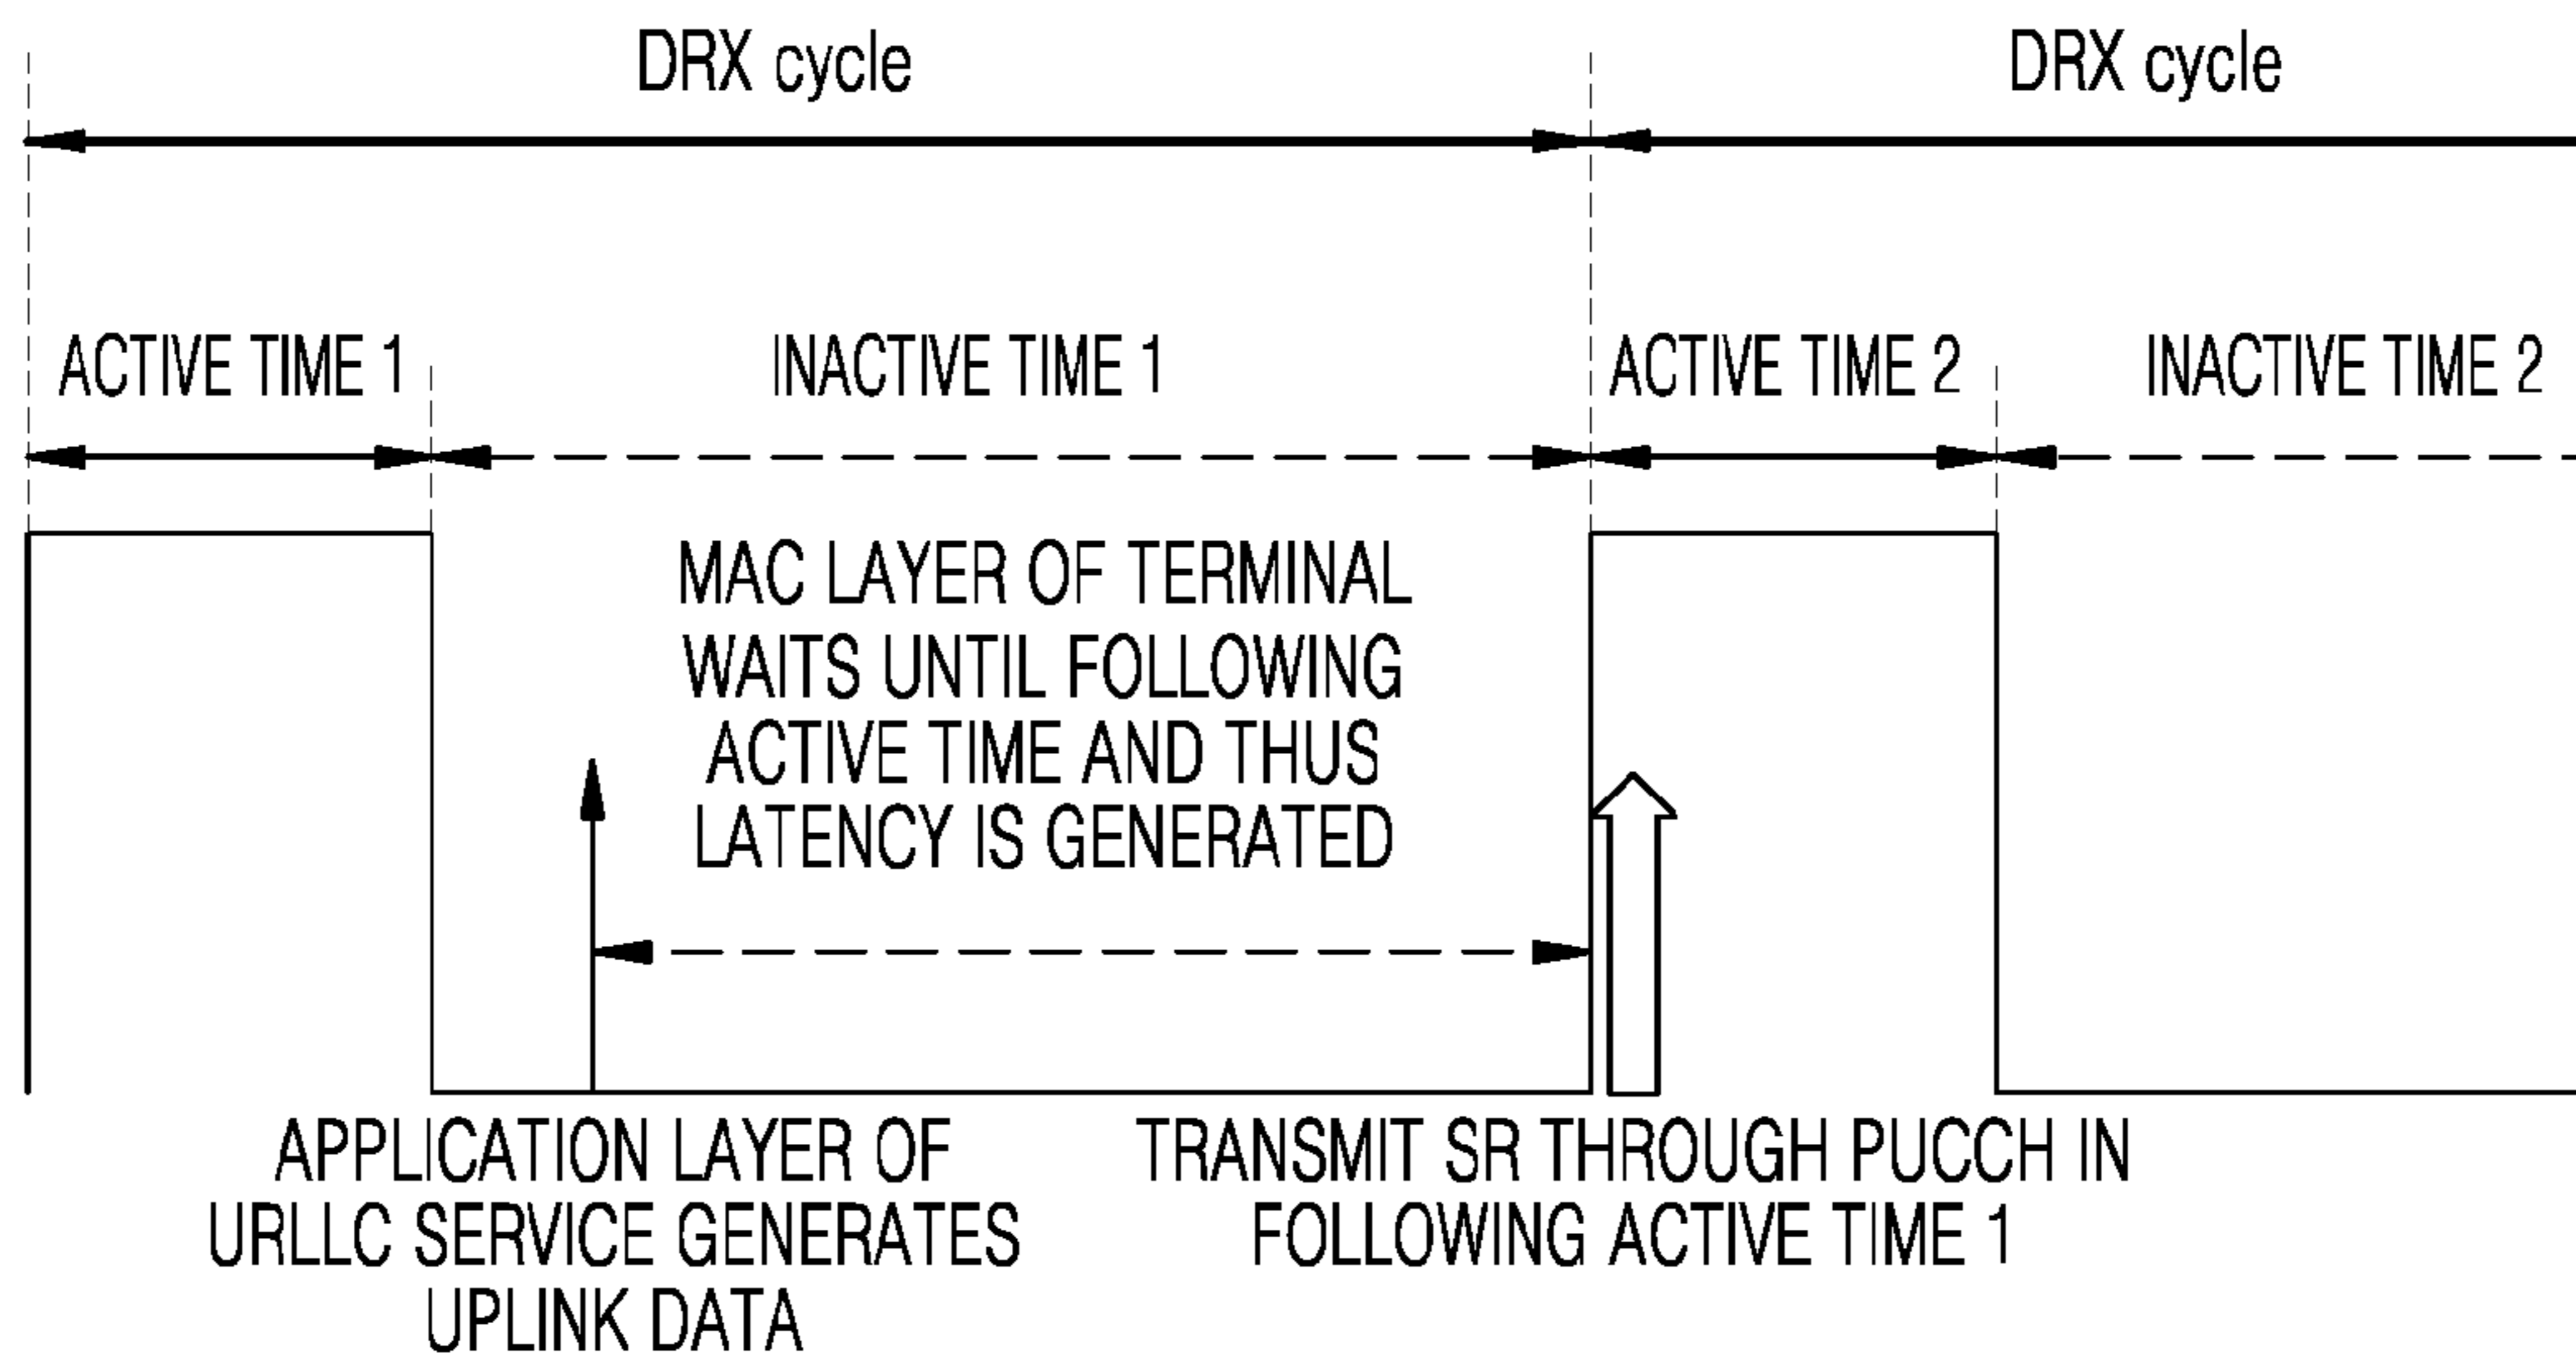 DRX cycle
DRX cycle
ACTIVE TIME 1
INACTIVE TIME 1
ACTIVE TIME 2
INACTIVE TIME 2
MAC LAYER OF TERMINAL
WAITS UNTIL FOLLOWING
ACTIVE TIME AND THUS
LATENCY IS GENERATED
APPLICATION LAYER OF
URLLC SERVICE GENERATES
UPLINK DATA
TRANSMIT SR THROUGH PUCCH IN
FOLLOWING ACTIVE TIME 1